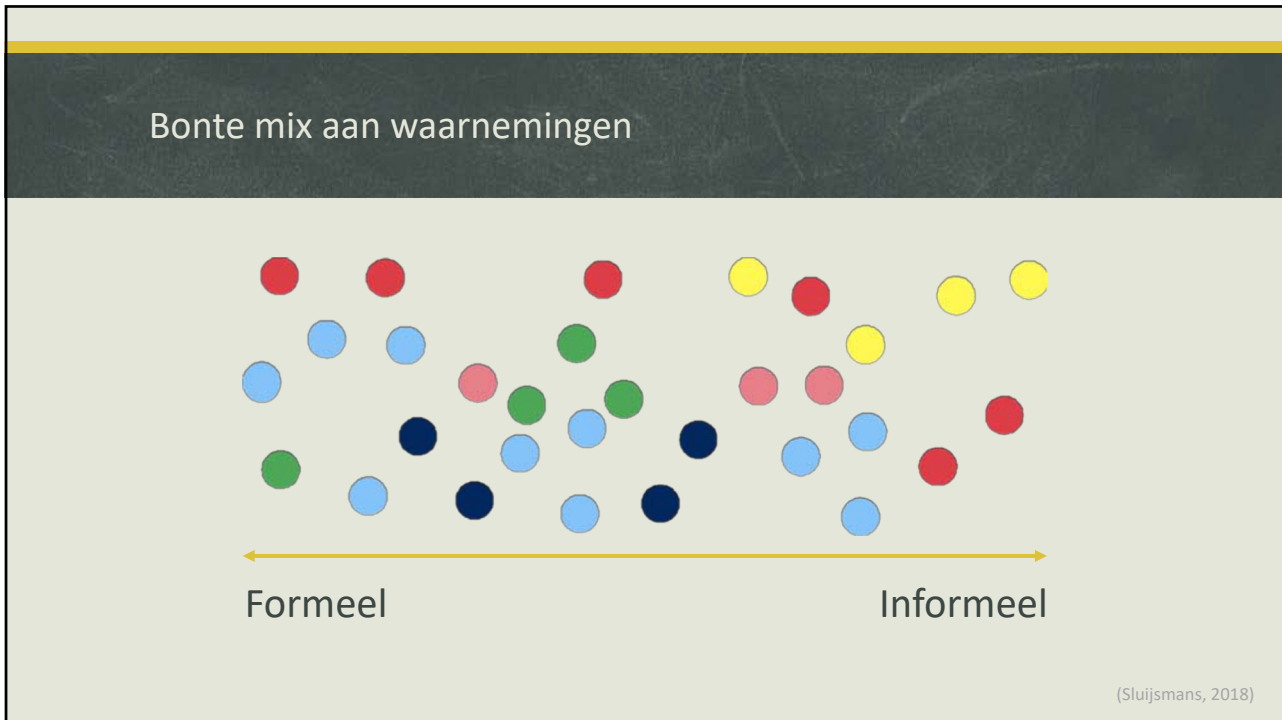 Bonte mix aan waarnemingen
Formeel Informeel
(Sluijsmans, 2018)